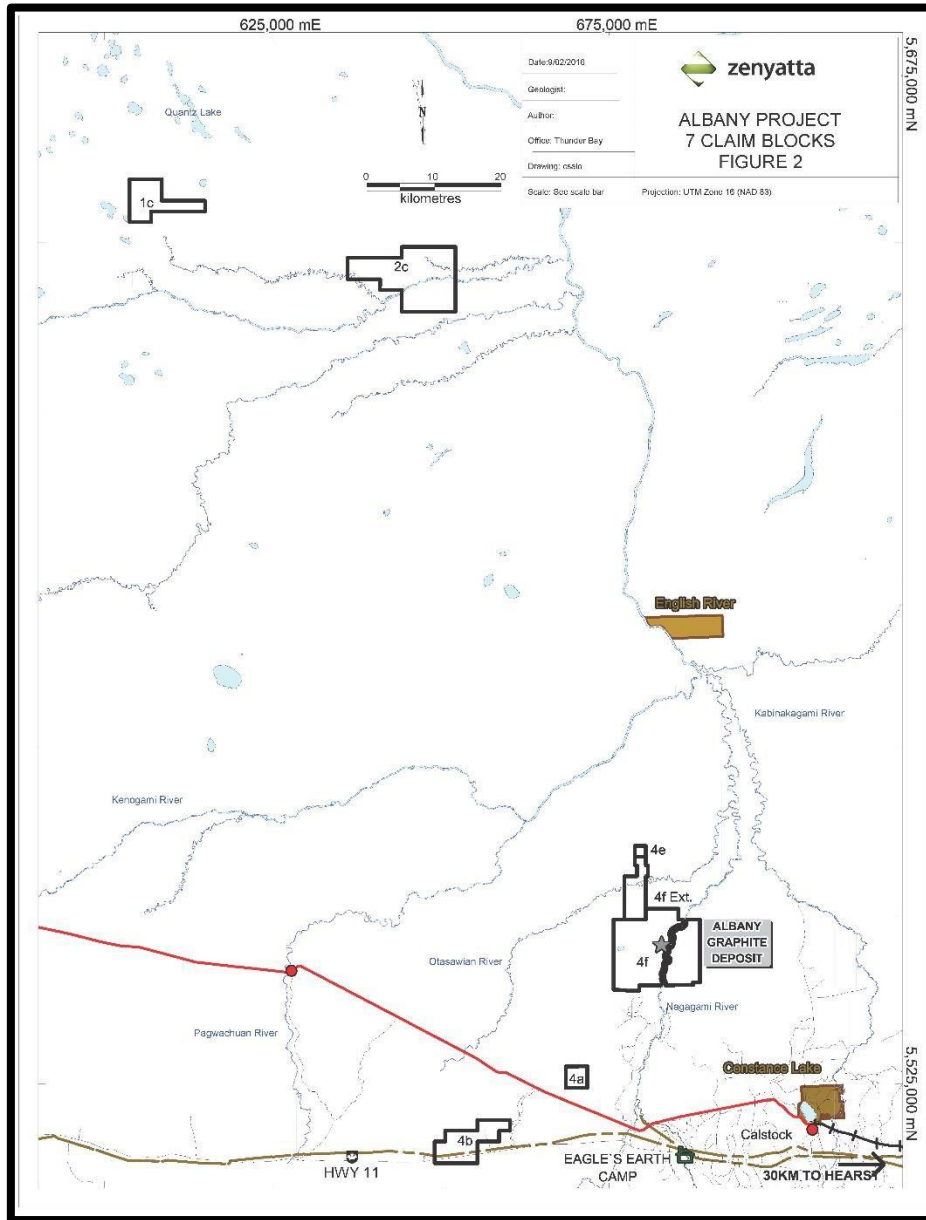 625,000 mE
675,000 mE
5,675,000 mN
Date:9/02/2016
Geologist:
Author:
Office: Thunder Bay
Drawing: csalo
Scale: See scale bar
Projection: UTM Zone 16 (NAD 83)
zenyatta
ALBANY PROJECT
7 CLAIM BLOCKS
FIGURE 2
N
0 10 20
kilometres
Quantz Lake
1c
2c
English River
Kabinakagami River
Kenogami River
4e
4f Ext.
ALBANY
GRAPHITE
DEPOSIT
4f
Otasawian River
Nagagami River
Pagwachuan River
4a
Constance Lake
5,525,000 mN
4b
Calstock
HWY 11
EAGLE`S EARTH
CAMP
30KM TO HEARST